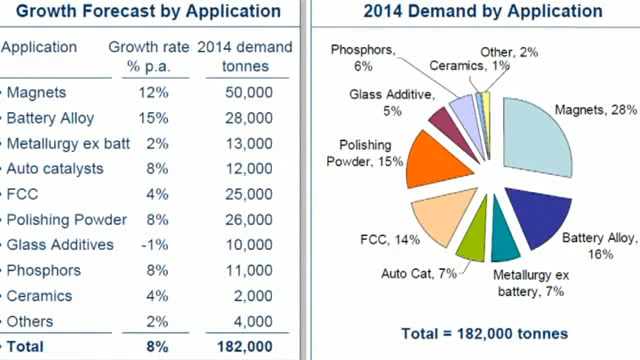 Growth Forecast by Application
Application Growth rate 2014 demand
% p.a. tonnes
• Magnets 12% 50,000
• Battery Alloy 15% 28,000
• Metallurgy ex batt 2% 13,000
• Auto catalysts 8% 12,000
• FCC 4% 25,000
• Polishing Powder 8% 26,000
• Glass Additives -1% 10,000
• Phosphors 8% 11,000
• Ceramics 4% 2,000
• Others 2% 4,000
• Total 8% 182,000
2014 Demand by Application
Phosphors,
6%
Other, 2%
Ceramics, 1%
Glass Additive,
5%
Magnets, 28%
Polishing
Powder, 15%
FCC, 14%
Battery Alloy,
16%
Auto Cat, 7%
Metallurgy ex
battery, 7%
Total = 182,000 tonnes